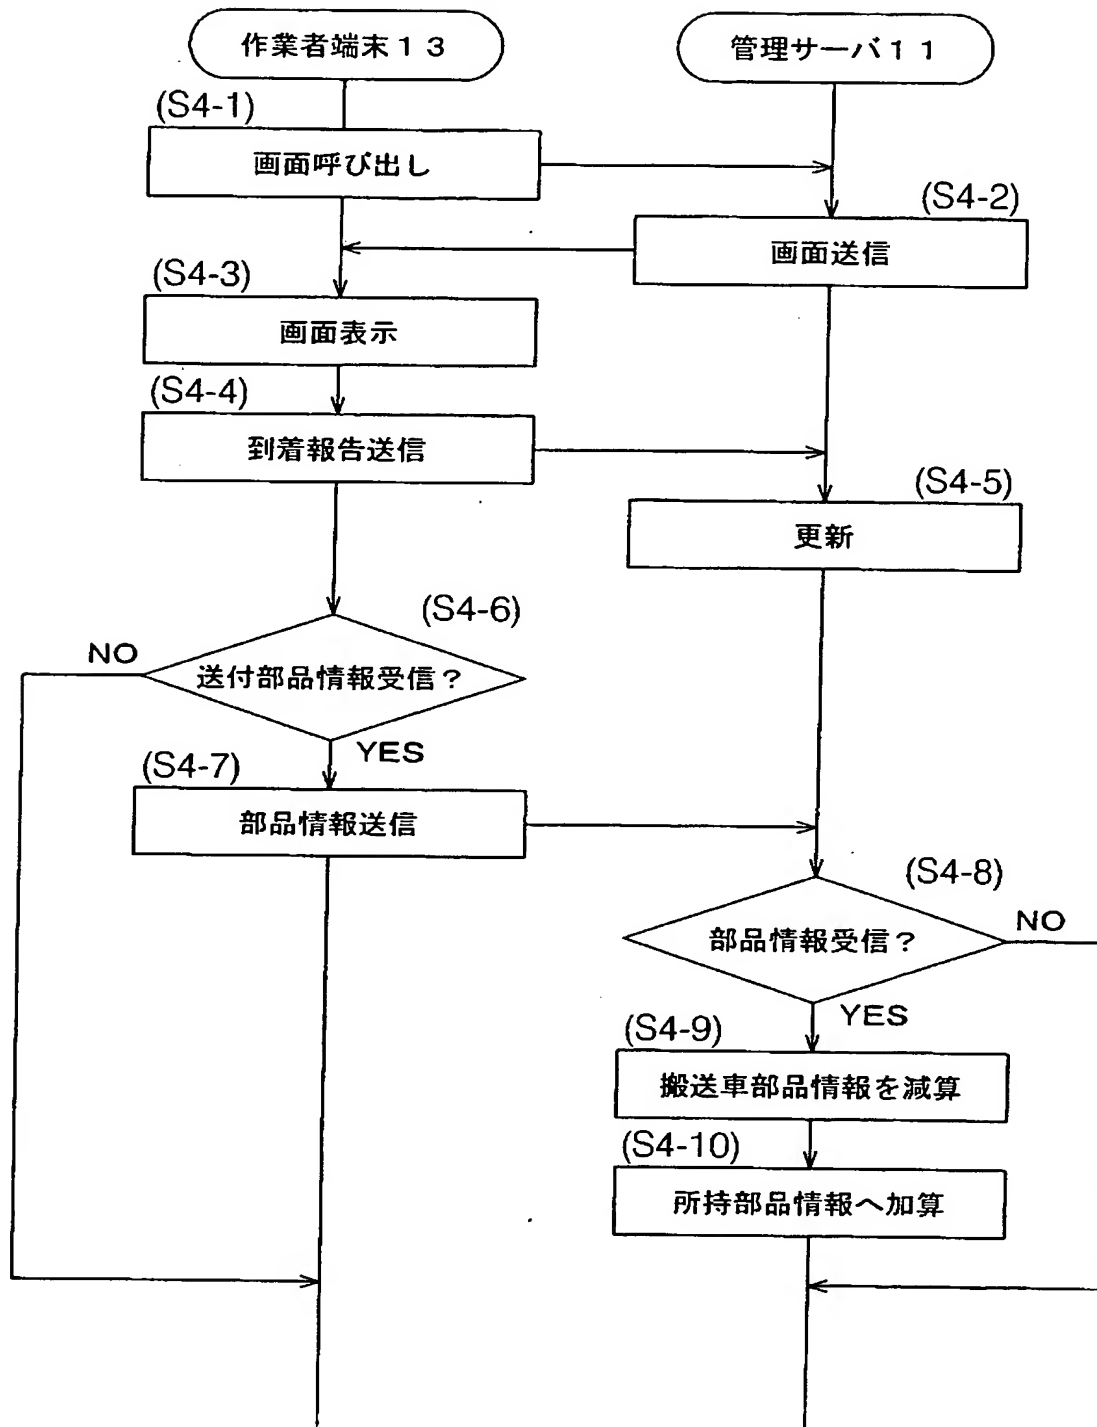 作業者端末13
管理サーバ11
(S4-1)
画面呼び出し
(S4-2)
画面送信
(S4-3)
画面表示
(S4-4)
到着報告送信
(S4-5)
更新
(S4-6)
NO
送付部品情報受信?
YES
(S4-7)
部品情報送信
(S4-8)
NO
部品情報受信?
YES
(S4-9)
搬送車部品情報を減算
(S4-10)
所持部品情報へ加算